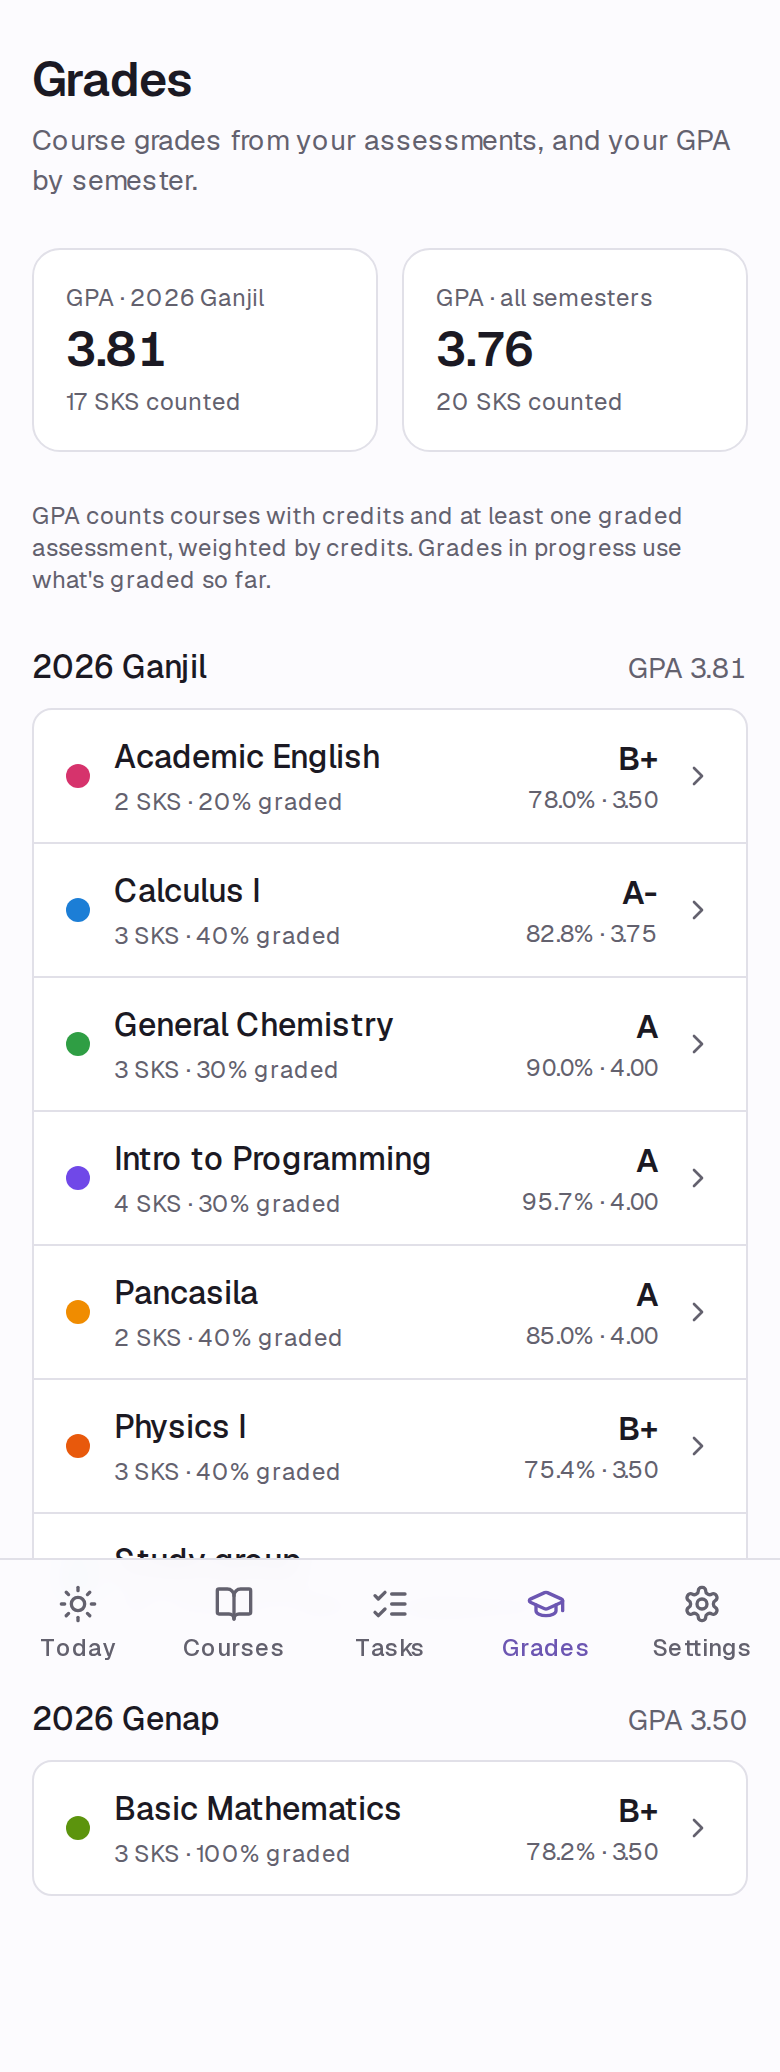 Grades
Course grades from your assessments, and your GPA
by semester.
GPA · 2026 Ganjil
3.81
17 SKS counted
GPA · all semesters
3.76
20 SKS counted
GPA counts courses with credits and at least one graded
assessment, weighted by credits. Grades in progress use
what's graded so far.
2026 Ganjil
GPA 3.81
Academic English
2 SKS · 20% graded
B+
78.0% · 3.50
Calculus I
3 SKS · 40% graded
A-
82.8% · 3.75
General Chemistry
3 SKS · 30% graded
A
90.0% · 4.00
Intro to Programming
4 SKS · 30% graded
A
95.7% · 4.00
Pancasila
2 SKS · 40% graded
A
85.0% · 4.00
Physics I
3 SKS · 40% graded
B+
75.4% · 3.50
Study group
Today
Courses
Tasks
Grades
Settings
2026 Genap
GPA 3.50
Basic Mathematics
3 SKS · 100% graded
B+
78.2% · 3.50